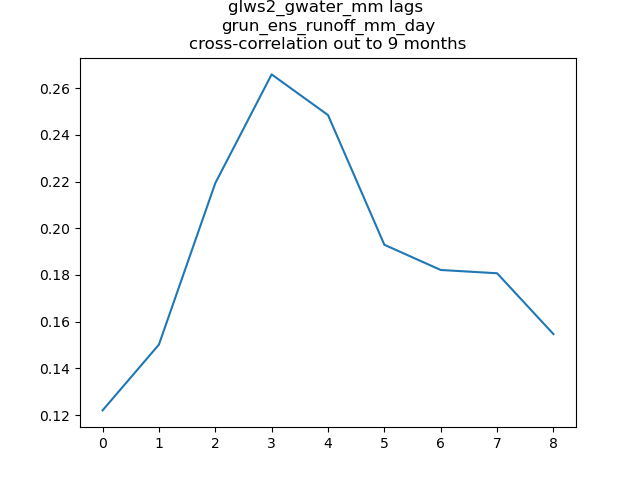 glws2_gwater_mm lags
grun_ens_runoff_mm_day
cross-correlation out to 9 months
0.26
0.24
0.22
0.20
0.18
0.16
0.14
0.12
0 1 2 3 4 5 6 7 8